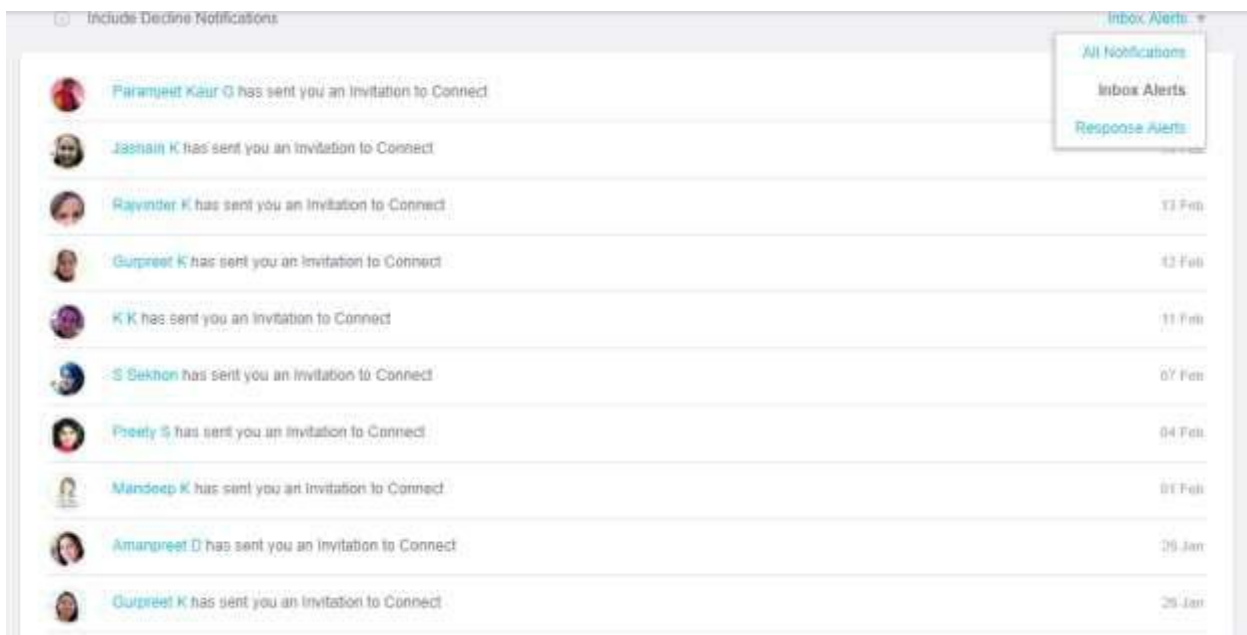 Include Decline Notifications
Inbox Alerts
All Notifications
Inbox Alerts
Response Alerts
Paramjeet Kaur G has sent you an Invitation to Connect
Jasnain K has sent you an Invitation to Connect
Rajvinder K has sent you an Invitation to Connect
13 Feb
Gurpreet K has sent you an Invitation to Connect
K K has sent you an Invitation to Connect
11 Feb
S Sekhon has sent you an Invitation to Connect
07 Feb
Preety S has sent you an Invitation to Connect
04 Feb
Mandeep K has sent you an Invitation to Connect
01 Feb
Amanpreet D has sent you an Invitation to Connect
Jan
Gurpreet K has sent you an Invitation to Connect
Jan